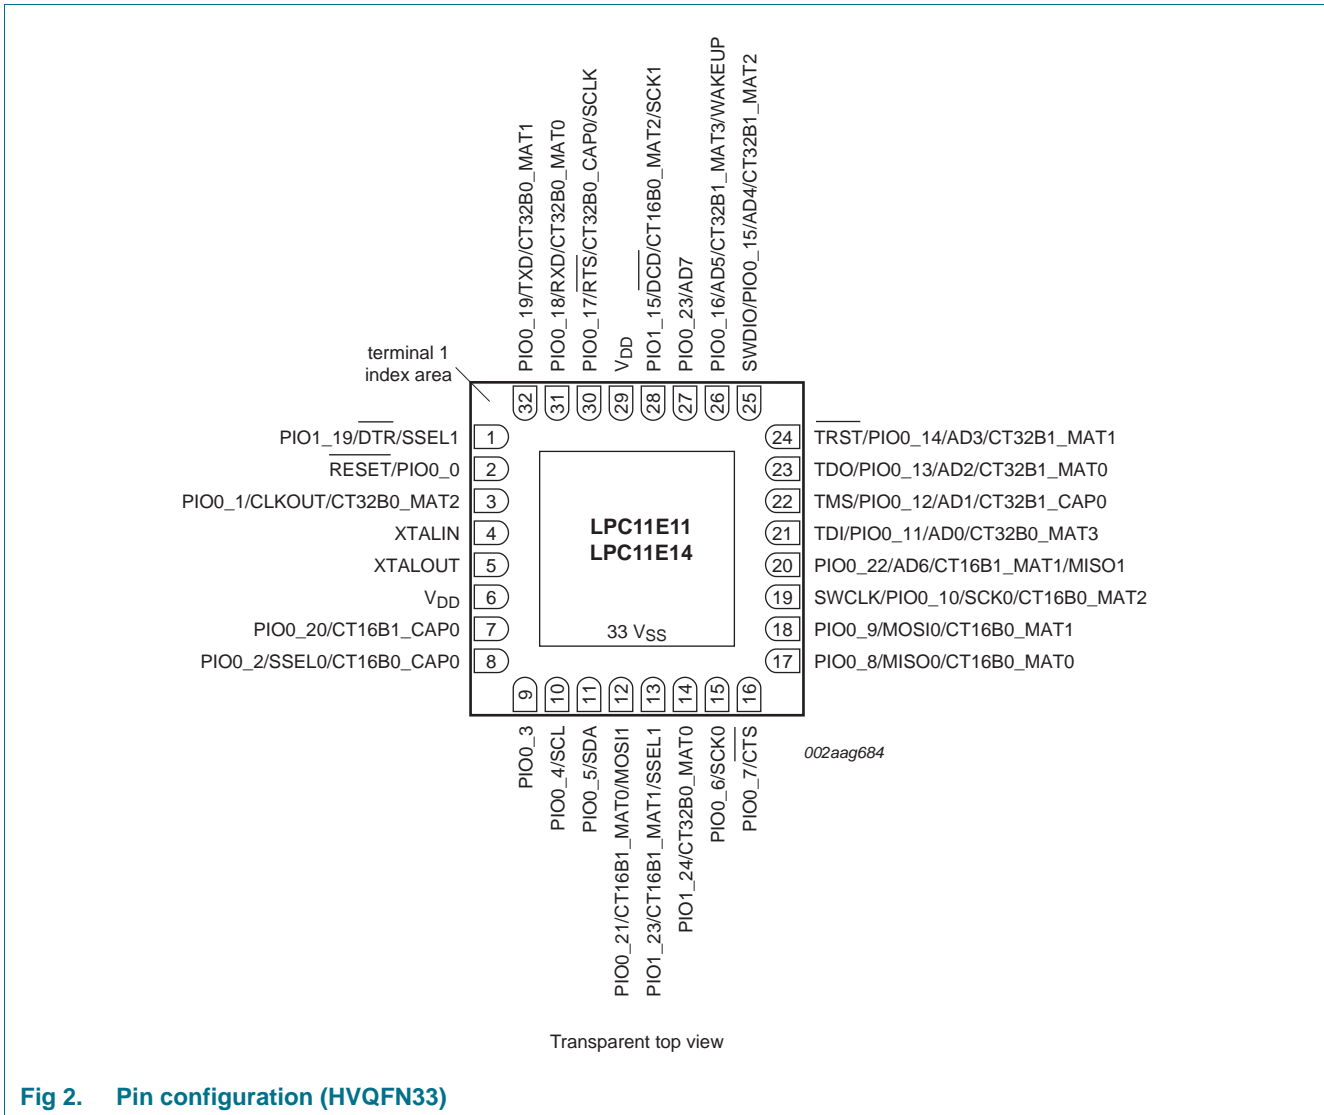 PIO0_19/TXD/CT32B0_MAT1
PIO0_18/RXD/CT32B0_MAT0
PIO0_17/RTS/CT32B0_CAP0/SCLK
VDD
PIO1_15/DCD/CT16B0_MAT2/SCK1
PIO0_23/AD7
PIO0_16/AD5/CT32B1_MAT3/WAKEUP
SWDIO/PIO0_15/AD4/CT32B1_MAT2
terminal 1
index area
32
31
30
29
28
27
26
25
PIO1_19/DTR/SSEL1 1
RESET/PIO0_0 2
PIO0_1/CLKOUT/CT32B0_MAT2 3
XTALIN 4
XTALOUT 5
VDD 6
PIO0_20/CT16B1_CAP0 7
PIO0_2/SSEL0/CT16B0_CAP0 8
LPC11E11
LPC11E14
33 VSS
24 TRST/PIO0_14/AD3/CT32B1_MAT1
23 TDO/PIO0_13/AD2/CT32B1_MAT0
22 TMS/PIO0_12/AD1/CT32B1_CAP0
21 TDI/PIO0_11/AD0/CT32B0_MAT3
20 PIO0_22/AD6/CT16B1_MAT1/MISO1
19 SWCLK/PIO0_10/SCK0/CT16B0_MAT2
18 PIO0_9/MOSI0/CT16B0_MAT1
17 PIO0_8/MISO0/CT16B0_MAT0
9
10
11
12
13
14
15
16
PIO0_3
PIO0_4/SCL
PIO0_5/SDA
PIO0_21/CT16B1_MAT0/MOSI1
PIO1_23/CT16B1_MAT1/SSEL1
PIO1_24/CT32B0_MAT0
PIO0_6/SCK0
PIO0_7/CTS
002aag684
Transparent top view
Fig 2. Pin configuration (HVQFN33)